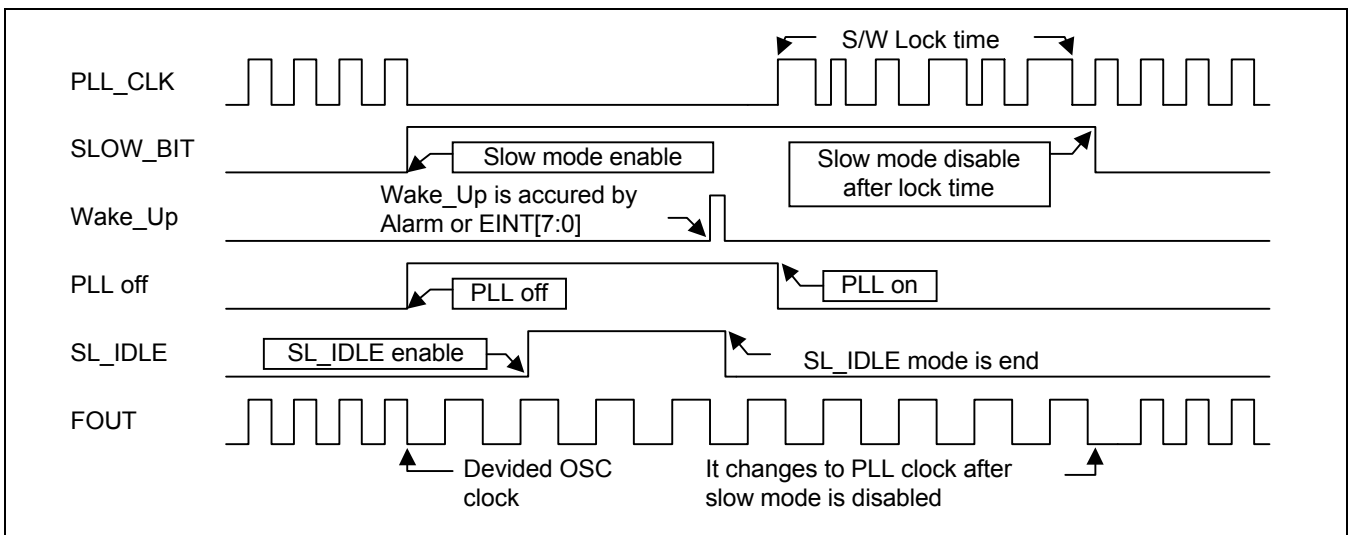 S/W Lock time
PLL_CLK
SLOW_BIT
Slow mode enable
Slow mode disable
after lock time
Wake_Up
Wake_Up is accured by
Alarm or EINT[7:0]
PLL off
PLL off
PLL on
SL_IDLE
SL_IDLE enable
SL_IDLE mode is end
FOUT
Devided OSC
clock
It changes to PLL clock after
slow mode is disabled